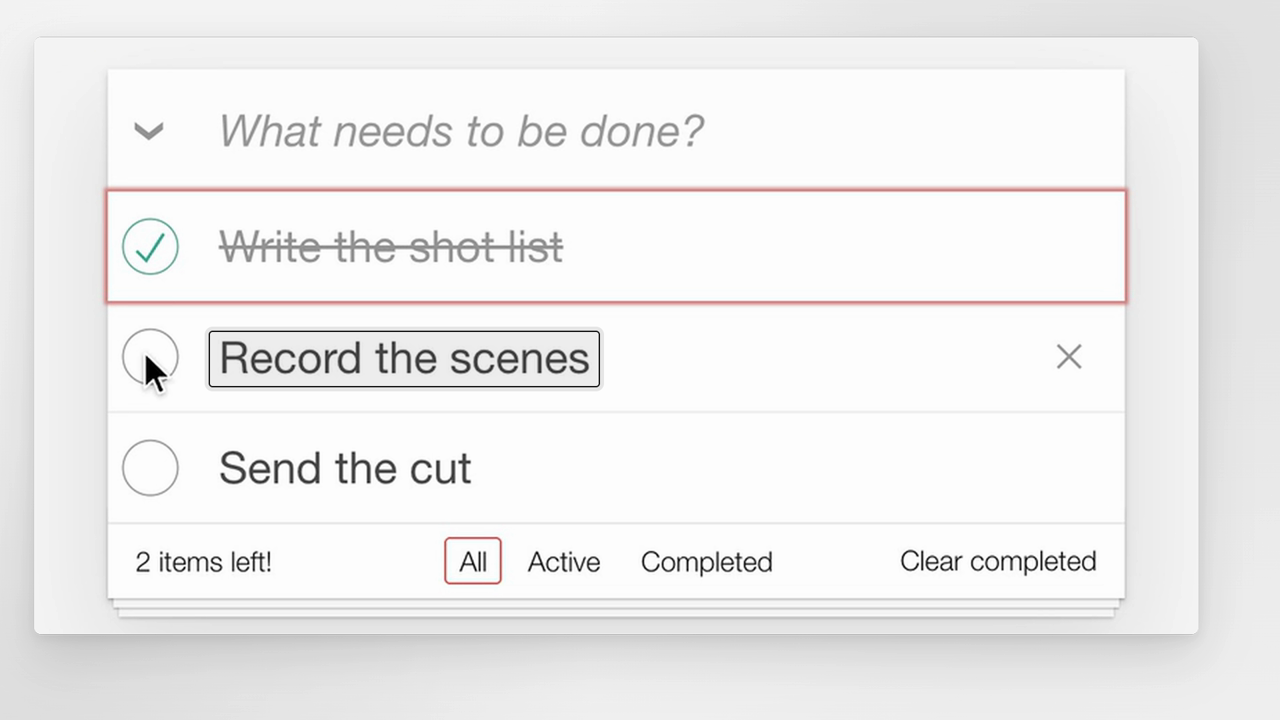 What needs to be done?
Write the shot list
Record the scenes
Send the cut
2 items left! All Active Completed Clear completed